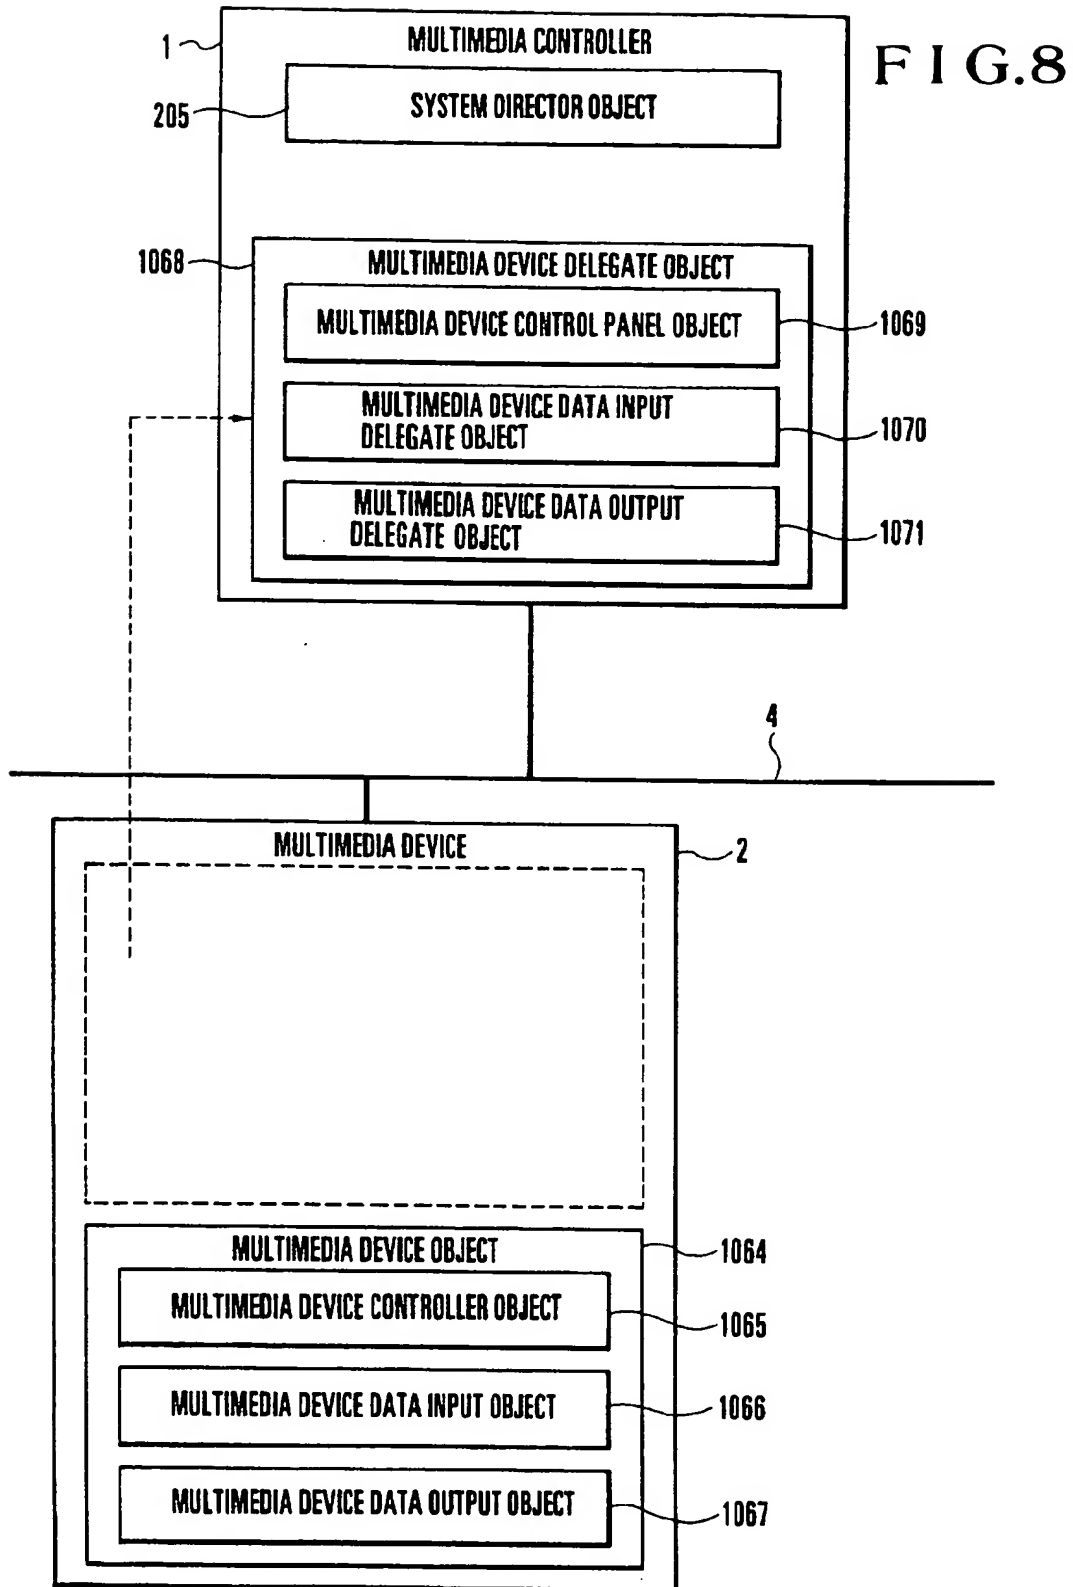 FIG.8
1
MULTIMEDIA CONTROLLER
205
SYSTEM DIRECTOR OBJECT
1068
MULTIMEDIA DEVICE DELEGATE OBJECT
MULTIMEDIA DEVICE CONTROL PANEL OBJECT
1069
MULTIMEDIA DEVICE DATA INPUT
DELEGATE OBJECT
1070
MULTIMEDIA DEVICE DATA OUTPUT
DELEGATE OBJECT
1071
4
MULTIMEDIA DEVICE
2
MULTIMEDIA DEVICE OBJECT
1064
MULTIMEDIA DEVICE CONTROLLER OBJECT
1065
MULTIMEDIA DEVICE DATA INPUT OBJECT
1066
MULTIMEDIA DEVICE DATA OUTPUT OBJECT
1067